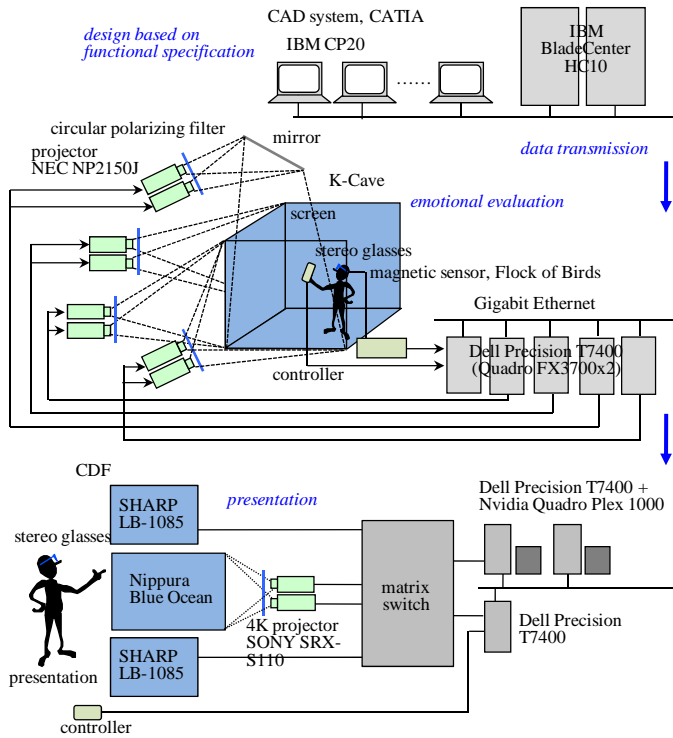 CAD system, CATIA
design based on
functional specification
IBM CP20
IBM
BladeCenter
HC10
circular polarizing filter
projector
NEC NP2150J
mirror
data transmission
K-Cave
screen
emotional evaluation
stereo glasses
magnetic sensor, Flock of Birds
Gigabit Ethernet
Dell Precision T7400
(Quadro FX3700x2)
controller
CDF
SHARP
LB-1085
presentation
Dell Precision T7400 +
Nvidia Quadro Plex 1000
stereo glasses
Nippura
Blue Ocean
matrix
switch
4K projector
SONY SRX-
S110
Dell Precision
T7400
SHARP
LB-1085
presentation
controller